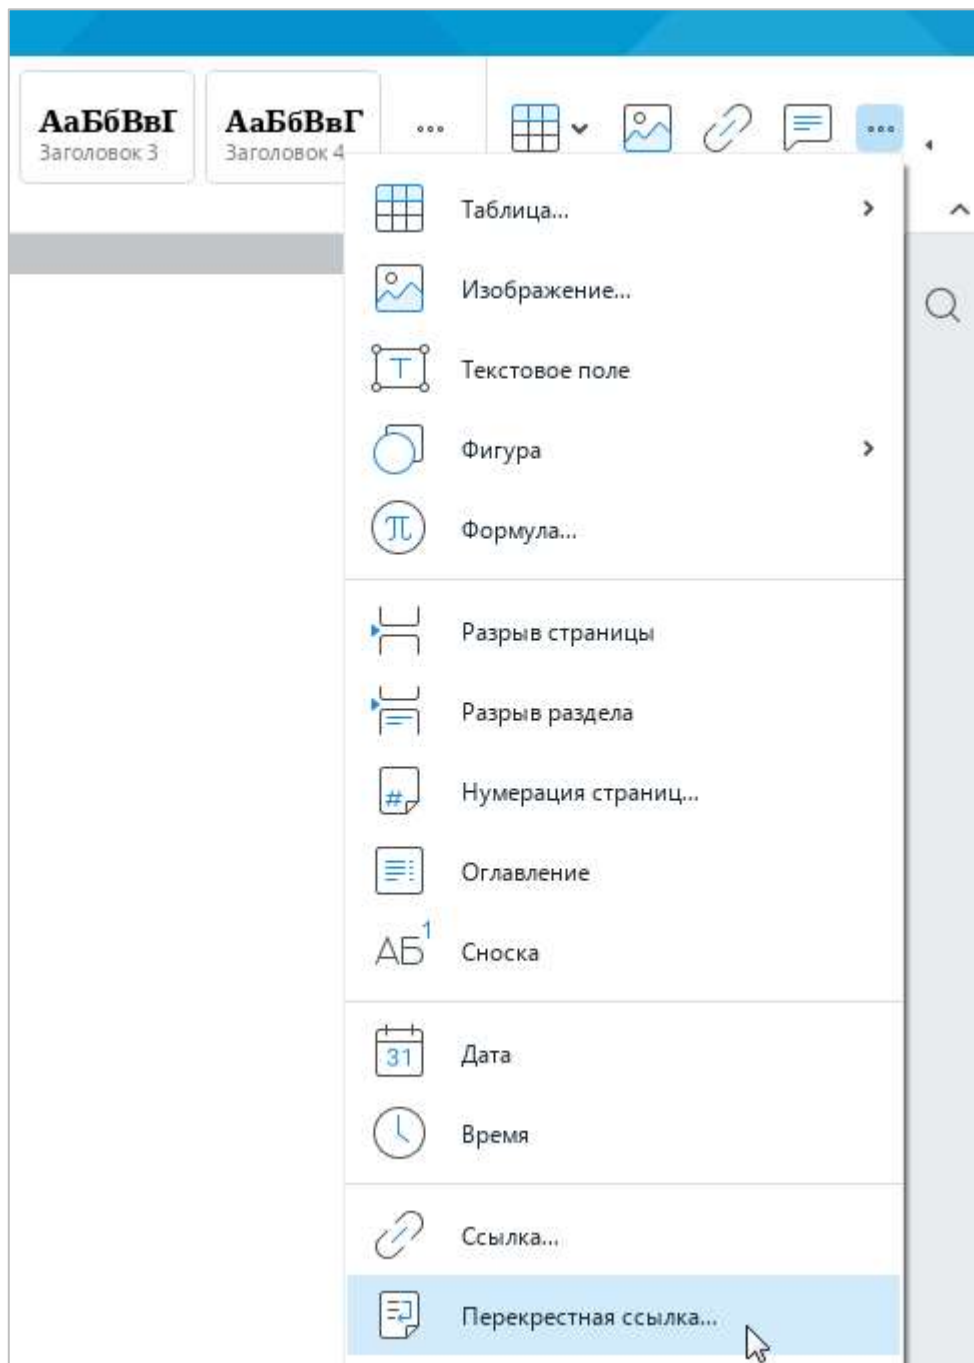 АаБбВвГ
Заголовок 3
АаБбВвГ
Заголовок 4
Таблица...
Изображение...
Текстовое поле
Фигура
Формула...
Разрыв страницы
Разрыв раздела
Нумерация страниц...
Оглавление
АБ1
Сноска
31
Дата
Время
Ссылка...
Перекрестная ссылка...